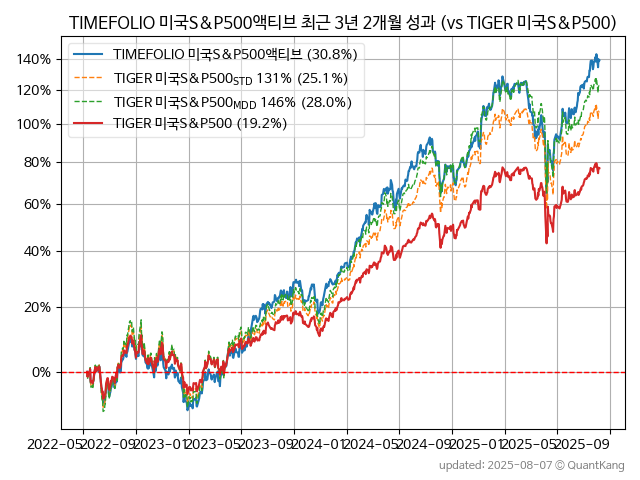 TIMEFOLIO 미국S&P500액티브 최근 3년 2개월 성과 (vs TIGER 미국S&P500)
TIMEFOLIO 미국S&P500액티브 (30.8%)
TIGER 미국S&P500STD 131% (25.1%)
TIGER 미국S&P500MDD 146% (28.0%)
TIGER 미국S&P500 (19.2%)
140%
120%
100%
80%
60%
40%
20%
0%
2022-05 2022-09 2023-01 2023-05 2023-09 2024-01 2024-05 2024-09 2025-01 2025-05 2025-09
updated: 2025-08-07 © QuantKang